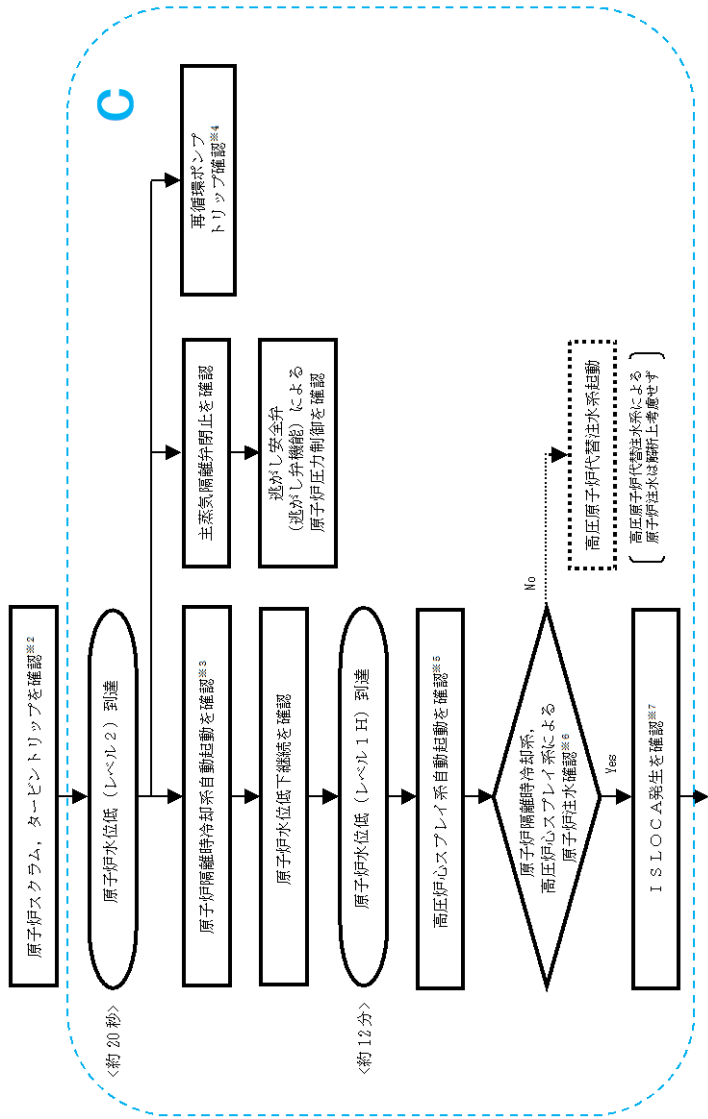 原子炉スクラム，タービントリップを確認※2
<約20秒>
原子炉水位低（レベル２）到達
C
原子炉隔離時冷却系自動起動を確認※3
主蒸気隔離弁閉止を確認
再循環ポンプ
トリップ確認※4
原子炉水位低下継続を確認
逃がし安全弁
（逃がし弁機能）による
原子炉圧力制御を確認
<約12分>
原子炉水位低（レベル１Ｈ）到達
高圧炉心スプレイ系自動起動を確認※5
原子炉隔離時冷却系，
高圧炉心スプレイ系による
原子炉注水確認※6
No
高圧原子炉代替注水系起動
高圧原子炉代替注水系による
原子炉注水は解析上考慮せず
Yes
ＩＳＬＯＣＡ発生を確認※7